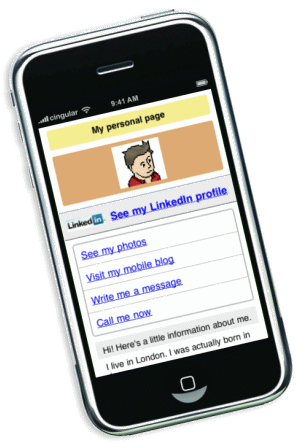 cingular 9:41 AM
My personal page
Linked in. See my LinkedIn profile
See my photos
Visit my mobile blog
Write me a message
Call me now
Hi! Here's a little information about me.
I live in London. I was actually born in